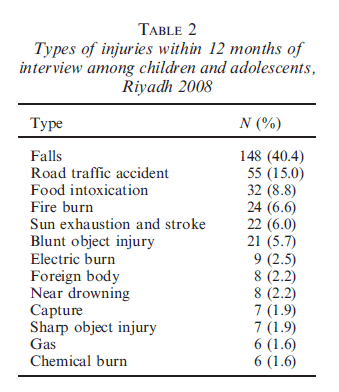 TABLE 2
Types of injuries within 12 months of
interview among children and adolescents,
Riyadh 2008
Type N (%)
Falls 148 (40.4)
Road traffic accident 55 (15.0)
Food intoxication 32 (8.8)
Fire burn 24 (6.6)
Sun exhaustion and stroke 22 (6.0)
Blunt object injury 21 (5.7)
Electric burn 9 (2.5)
Foreign body 8 (2.2)
Near drowning 8 (2.2)
Capture 7 (1.9)
Sharp object injury 7 (1.9)
Gas 6 (1.6)
Chemical burn 6 (1.6)